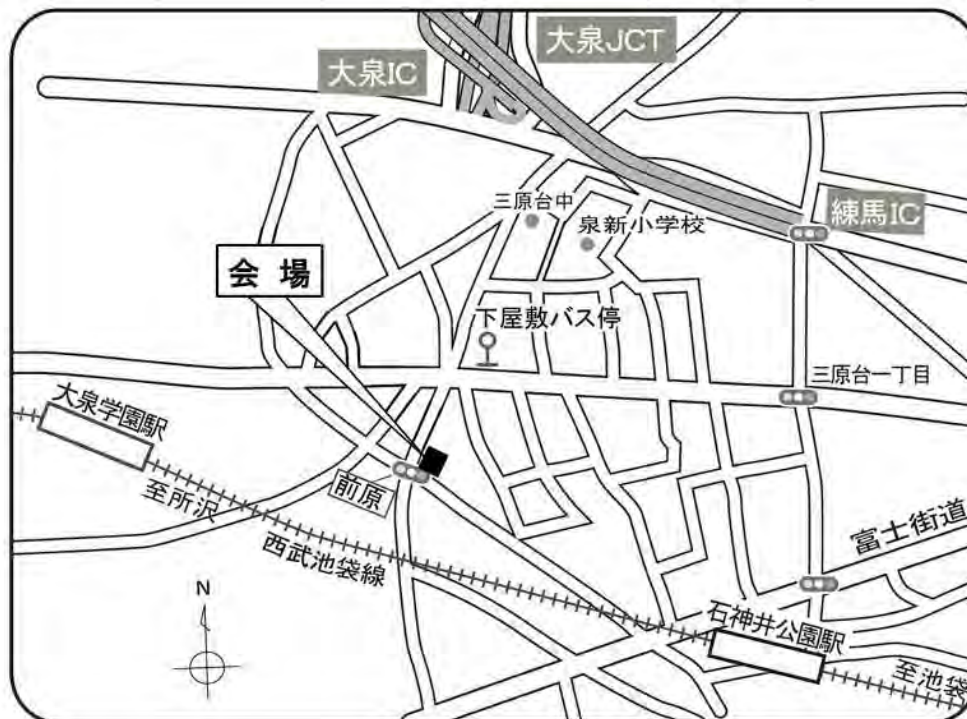 大泉JCT
大泉IC
三原台中
泉新小学校
練馬IC
会場
下屋敷バス停
三原台一丁目
大泉学園駅
至所沢
前原
西武池袋線
富士街道
N
石神井公園駅
至池袋